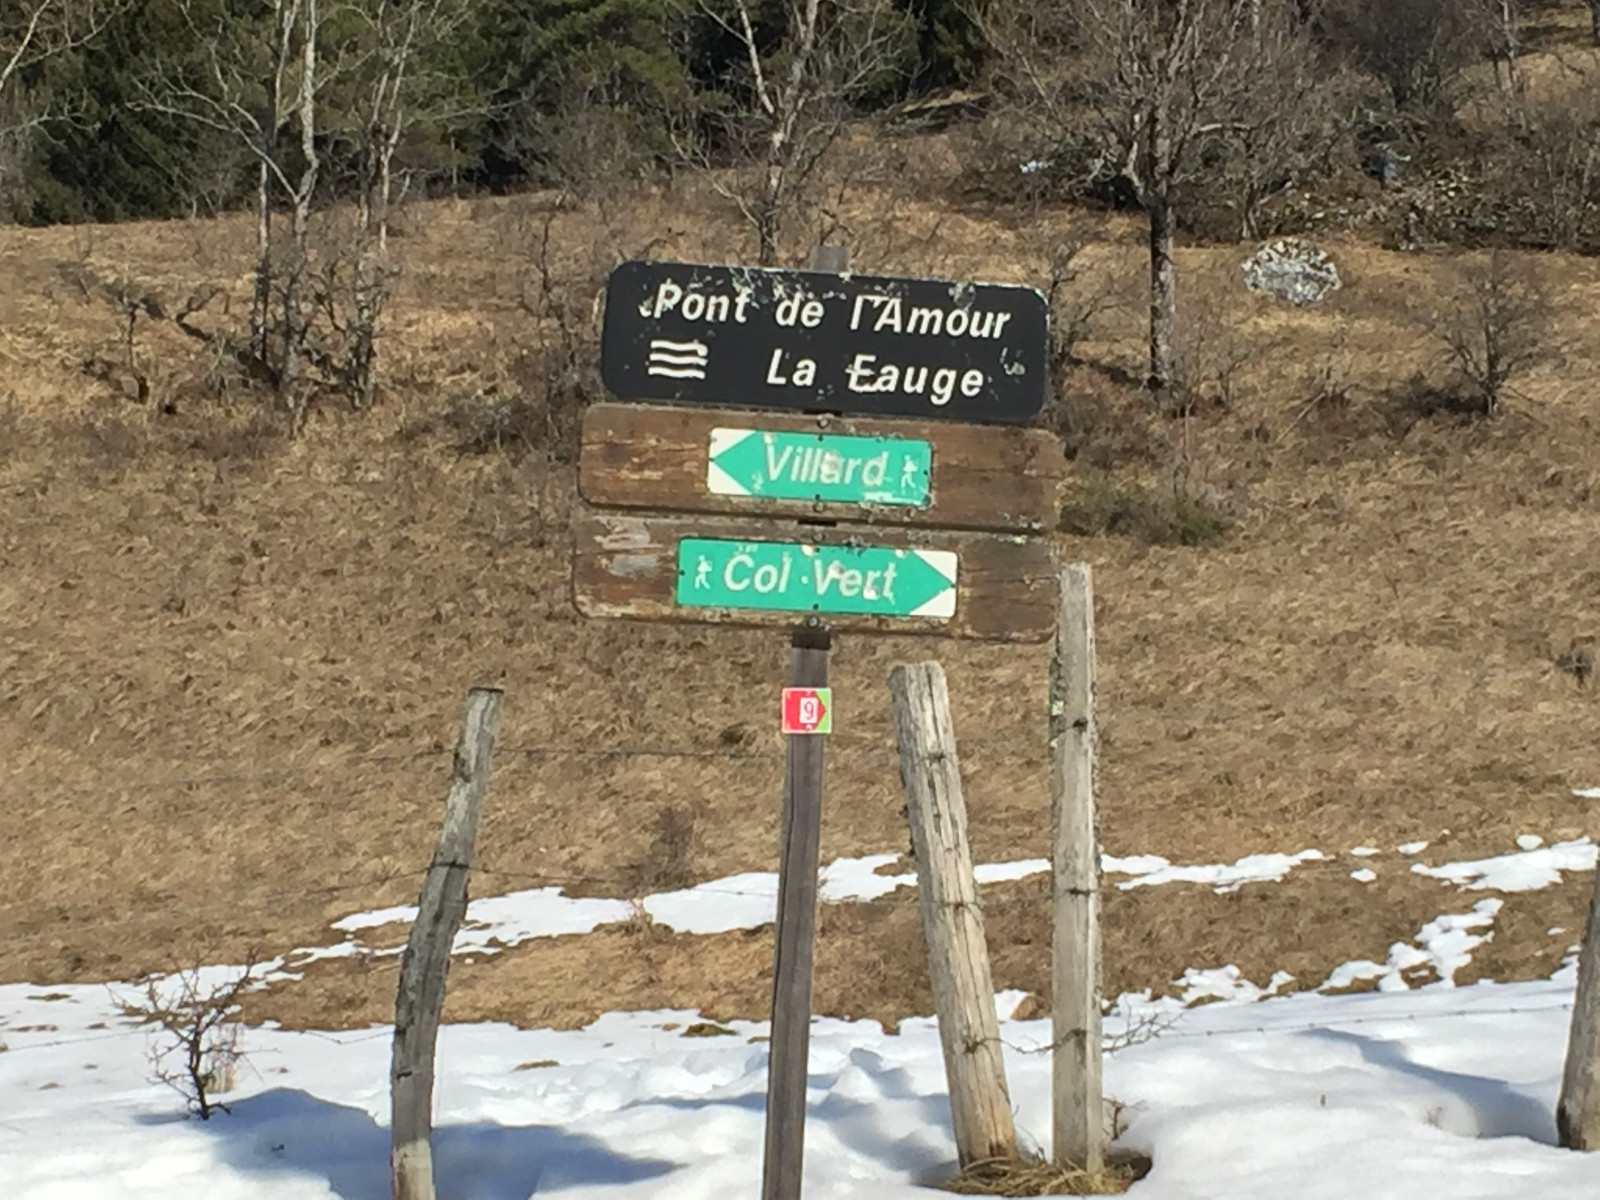 Pont de l'Amour
La Eauge
Villard
Col Vert
9